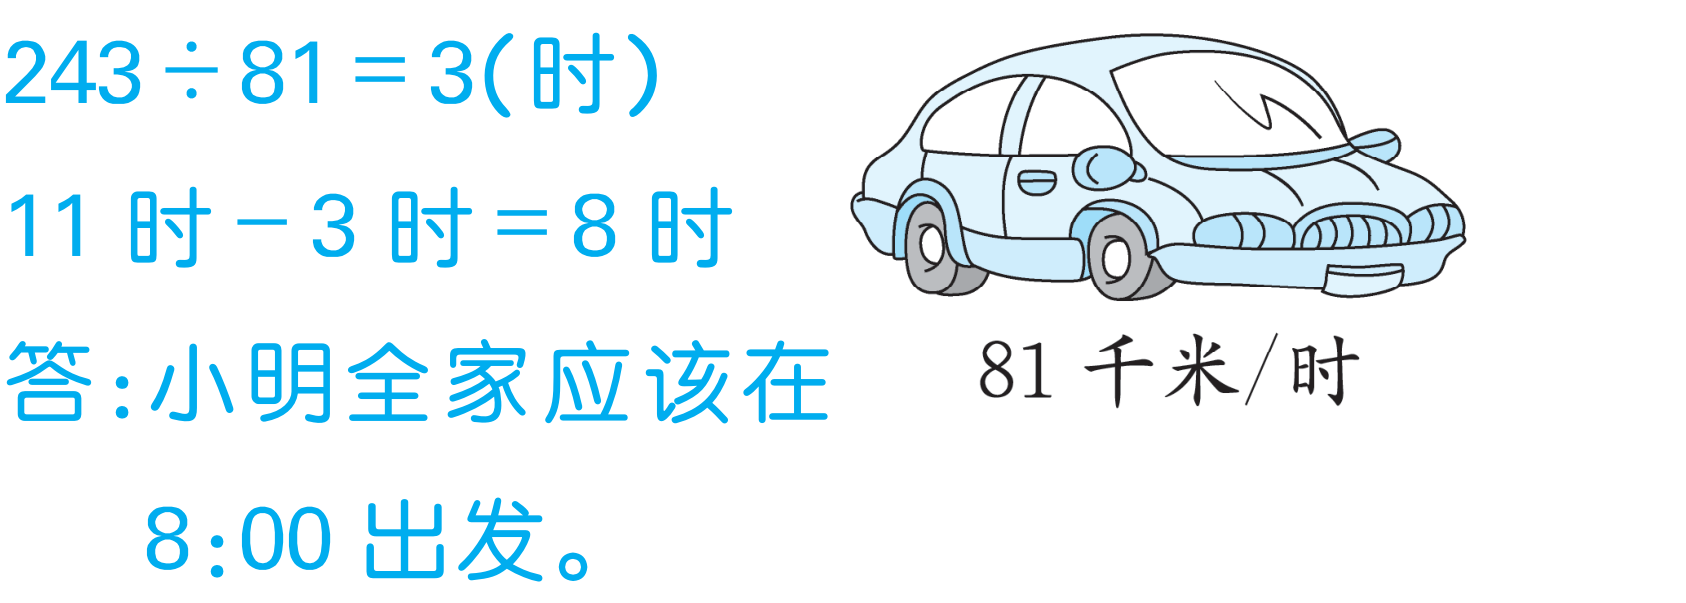 243÷81=3(时)
11 时-3 时=8 时
答:小明全家应该在
8:00 出发。
81 千米/时